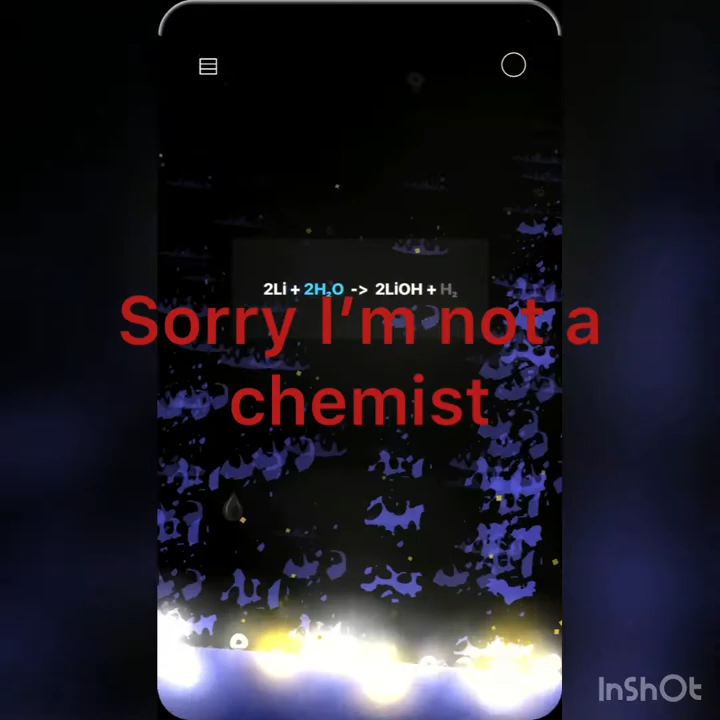 2Li + 2H₂O -> 2LiOH + H₂
Sorry I’m not a
chemist
InShOt